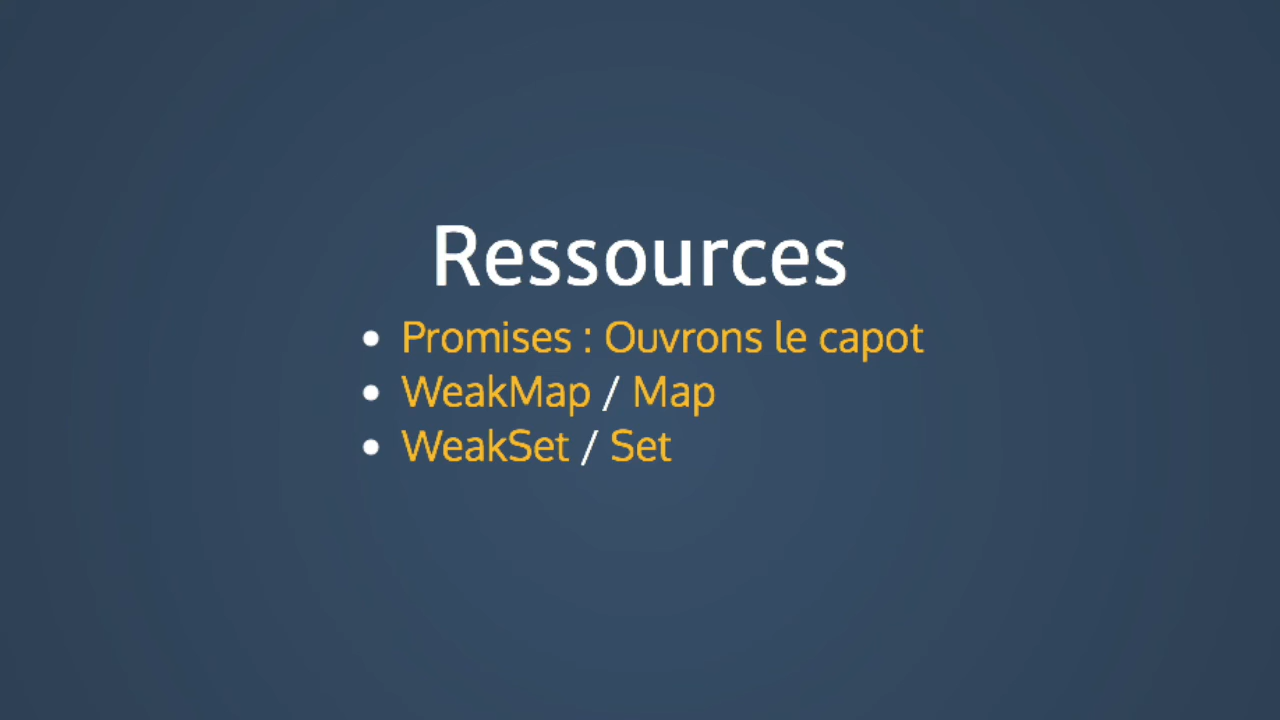 Ressources
Promises : Ouvrons le capot
WeakMap / Map
WeakSet / Set